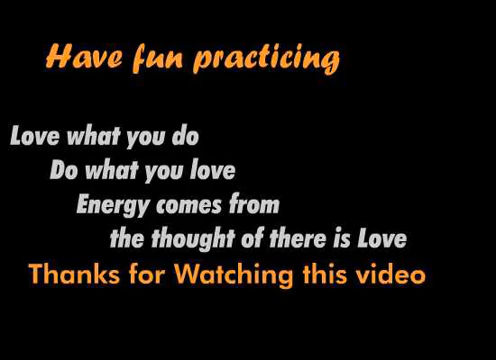 Have fun practicing
Love what you do
Do what you love
Energy comes from
the thought of there is Love
Thanks for Watching this video